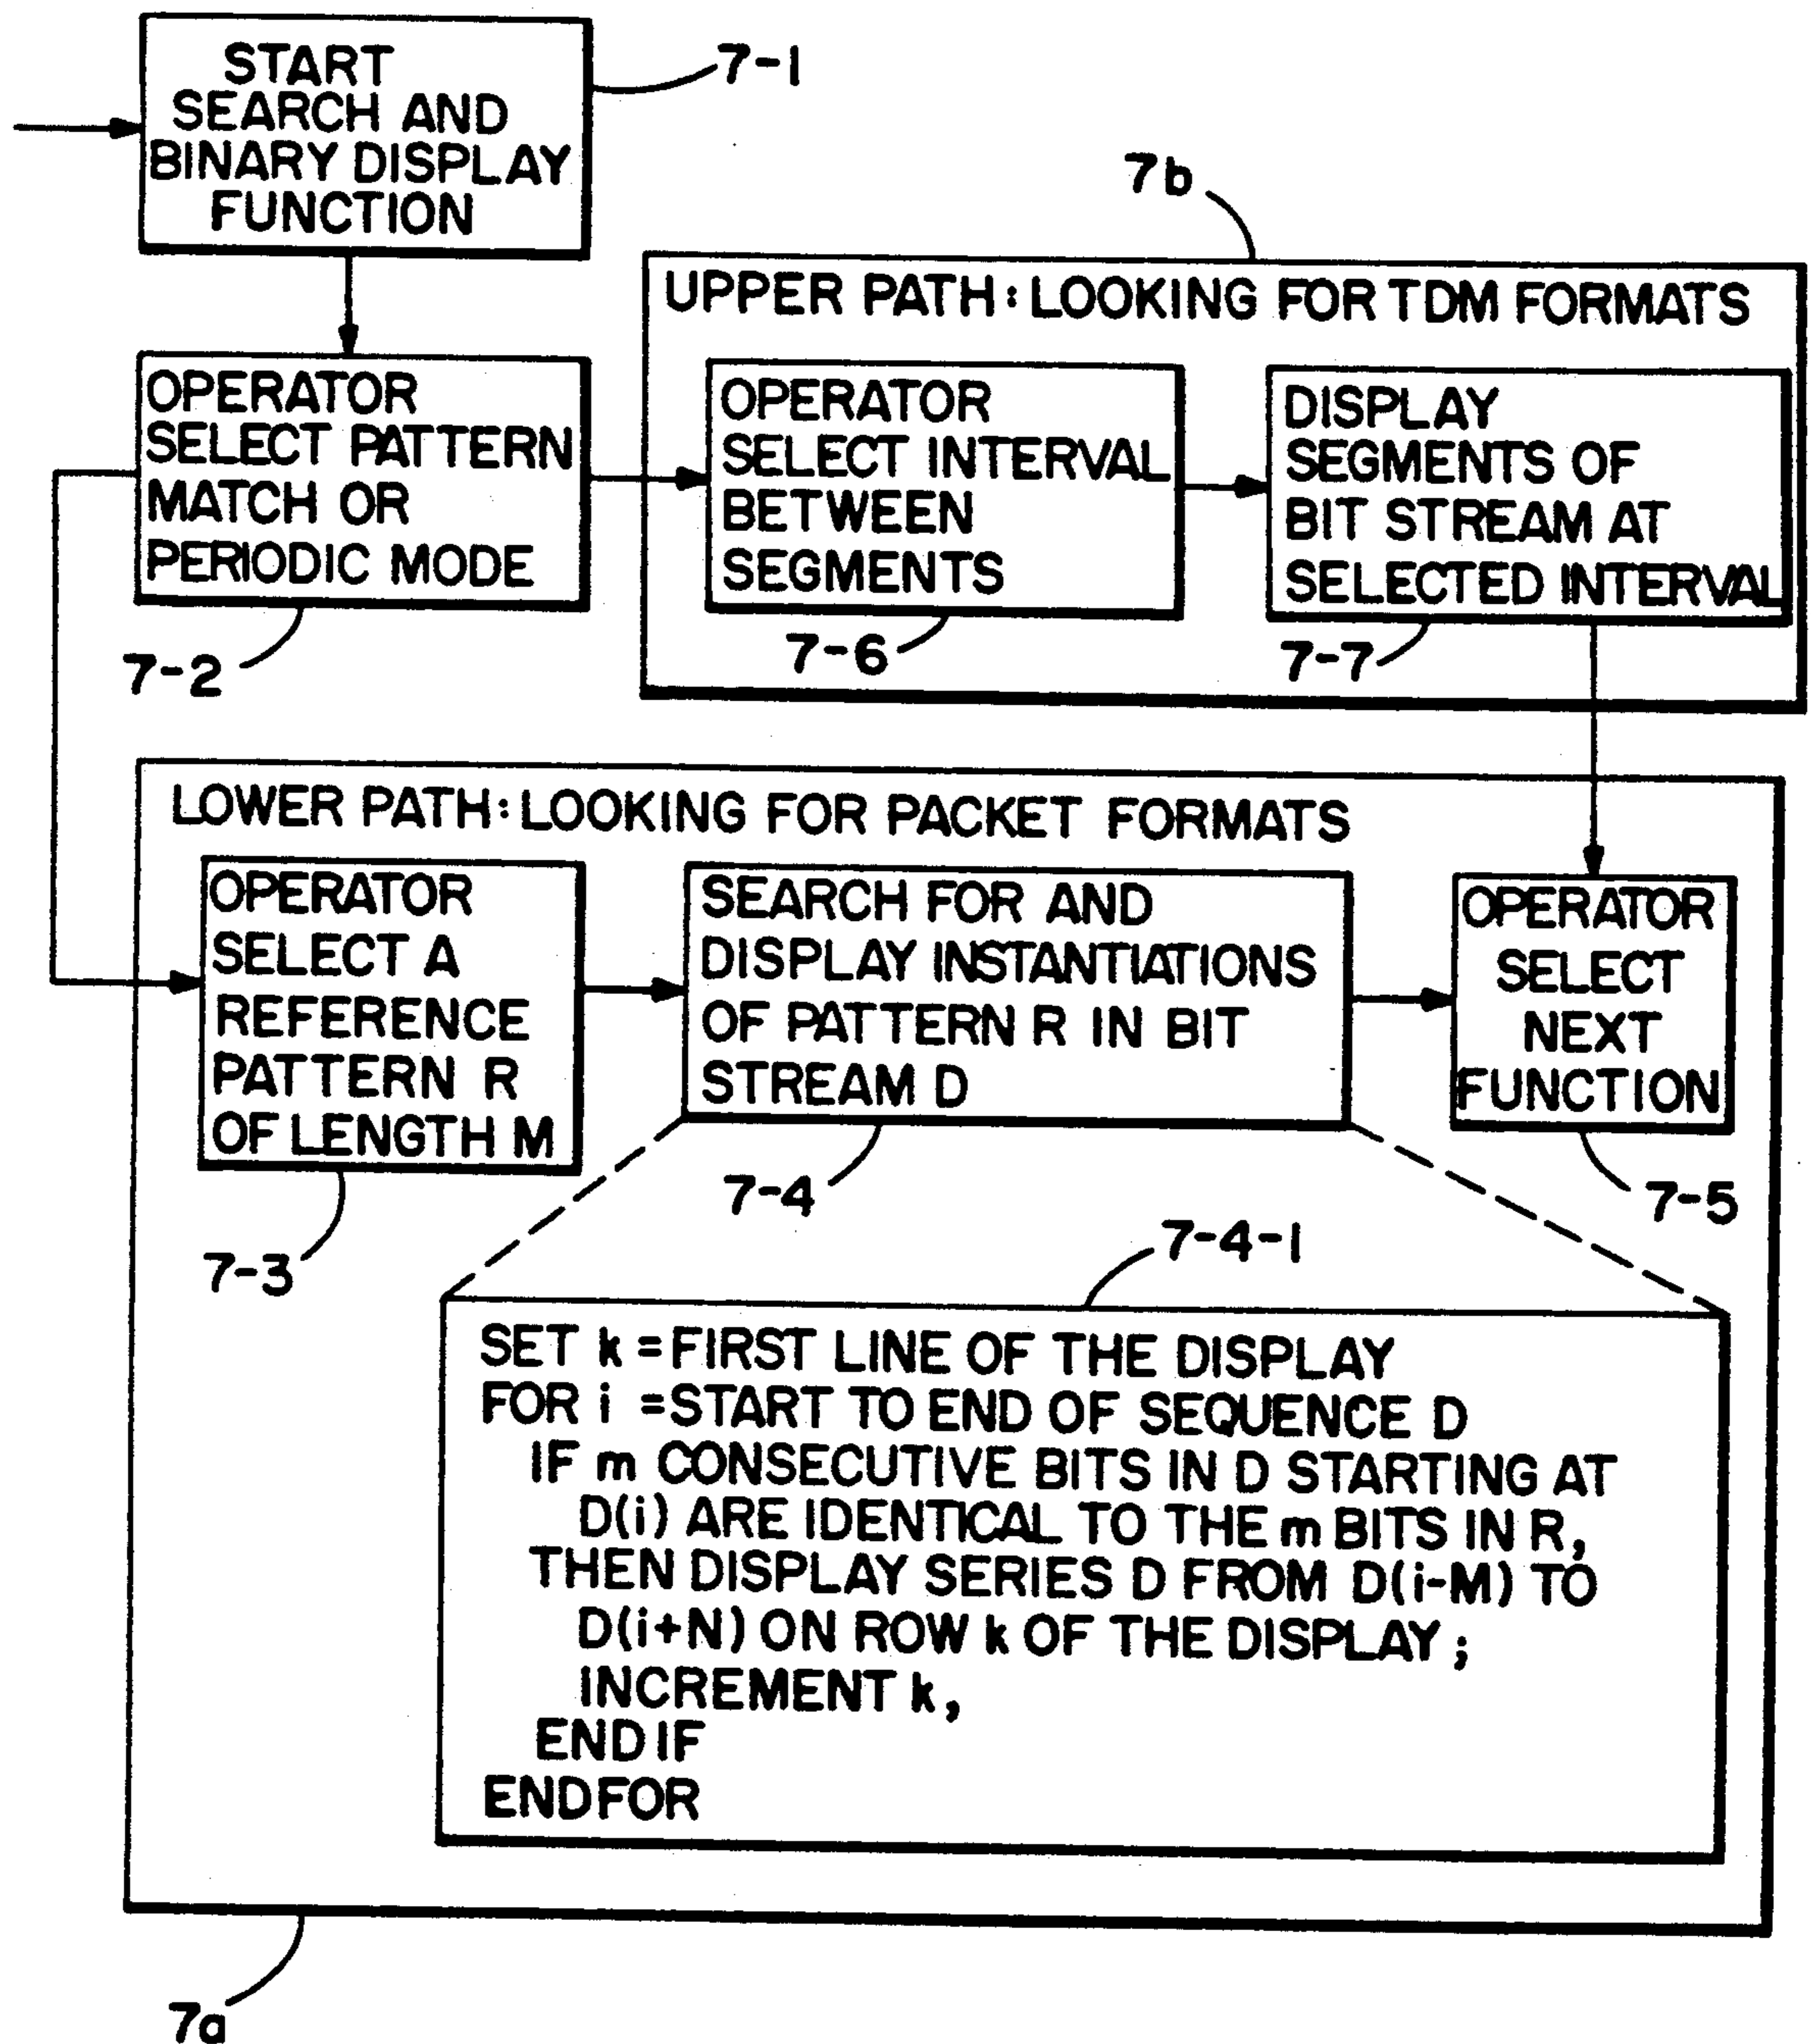 START
SEARCH AND
BINARY DISPLAY
FUNCTION
7-1
OPERATOR
SELECT PATTERN
MATCH OR
PERIODIC MODE
7-2
7b
UPPER PATH: LOOKING FOR TDM FORMATS
OPERATOR
SELECT INTERVAL
BETWEEN
SEGMENTS
7-6
DISPLAY
SEGMENTS OF
BIT STREAM AT
SELECTED INTERVAL
7-7
LOWER PATH: LOOKING FOR PACKET FORMATS
OPERATOR
SELECT A
REFERENCE
PATTERN R
OF LENGTH M
7-3
SEARCH FOR AND
DISPLAY INSTANTIATIONS
OF PATTERN R IN BIT
STREAM D
7-4
OPERATOR
SELECT
NEXT
FUNCTION
7-5
7-4-1
SET k = FIRST LINE OF THE DISPLAY
FOR i = START TO END OF SEQUENCE D
IF m CONSECUTIVE BITS IN D STARTING AT
D(i) ARE IDENTICAL TO THE m BITS IN R,
THEN DISPLAY SERIES D FROM D(i-M) TO
D(i+N) ON ROW k OF THE DISPLAY;
INCREMENT k,
END IF
END FOR
7a